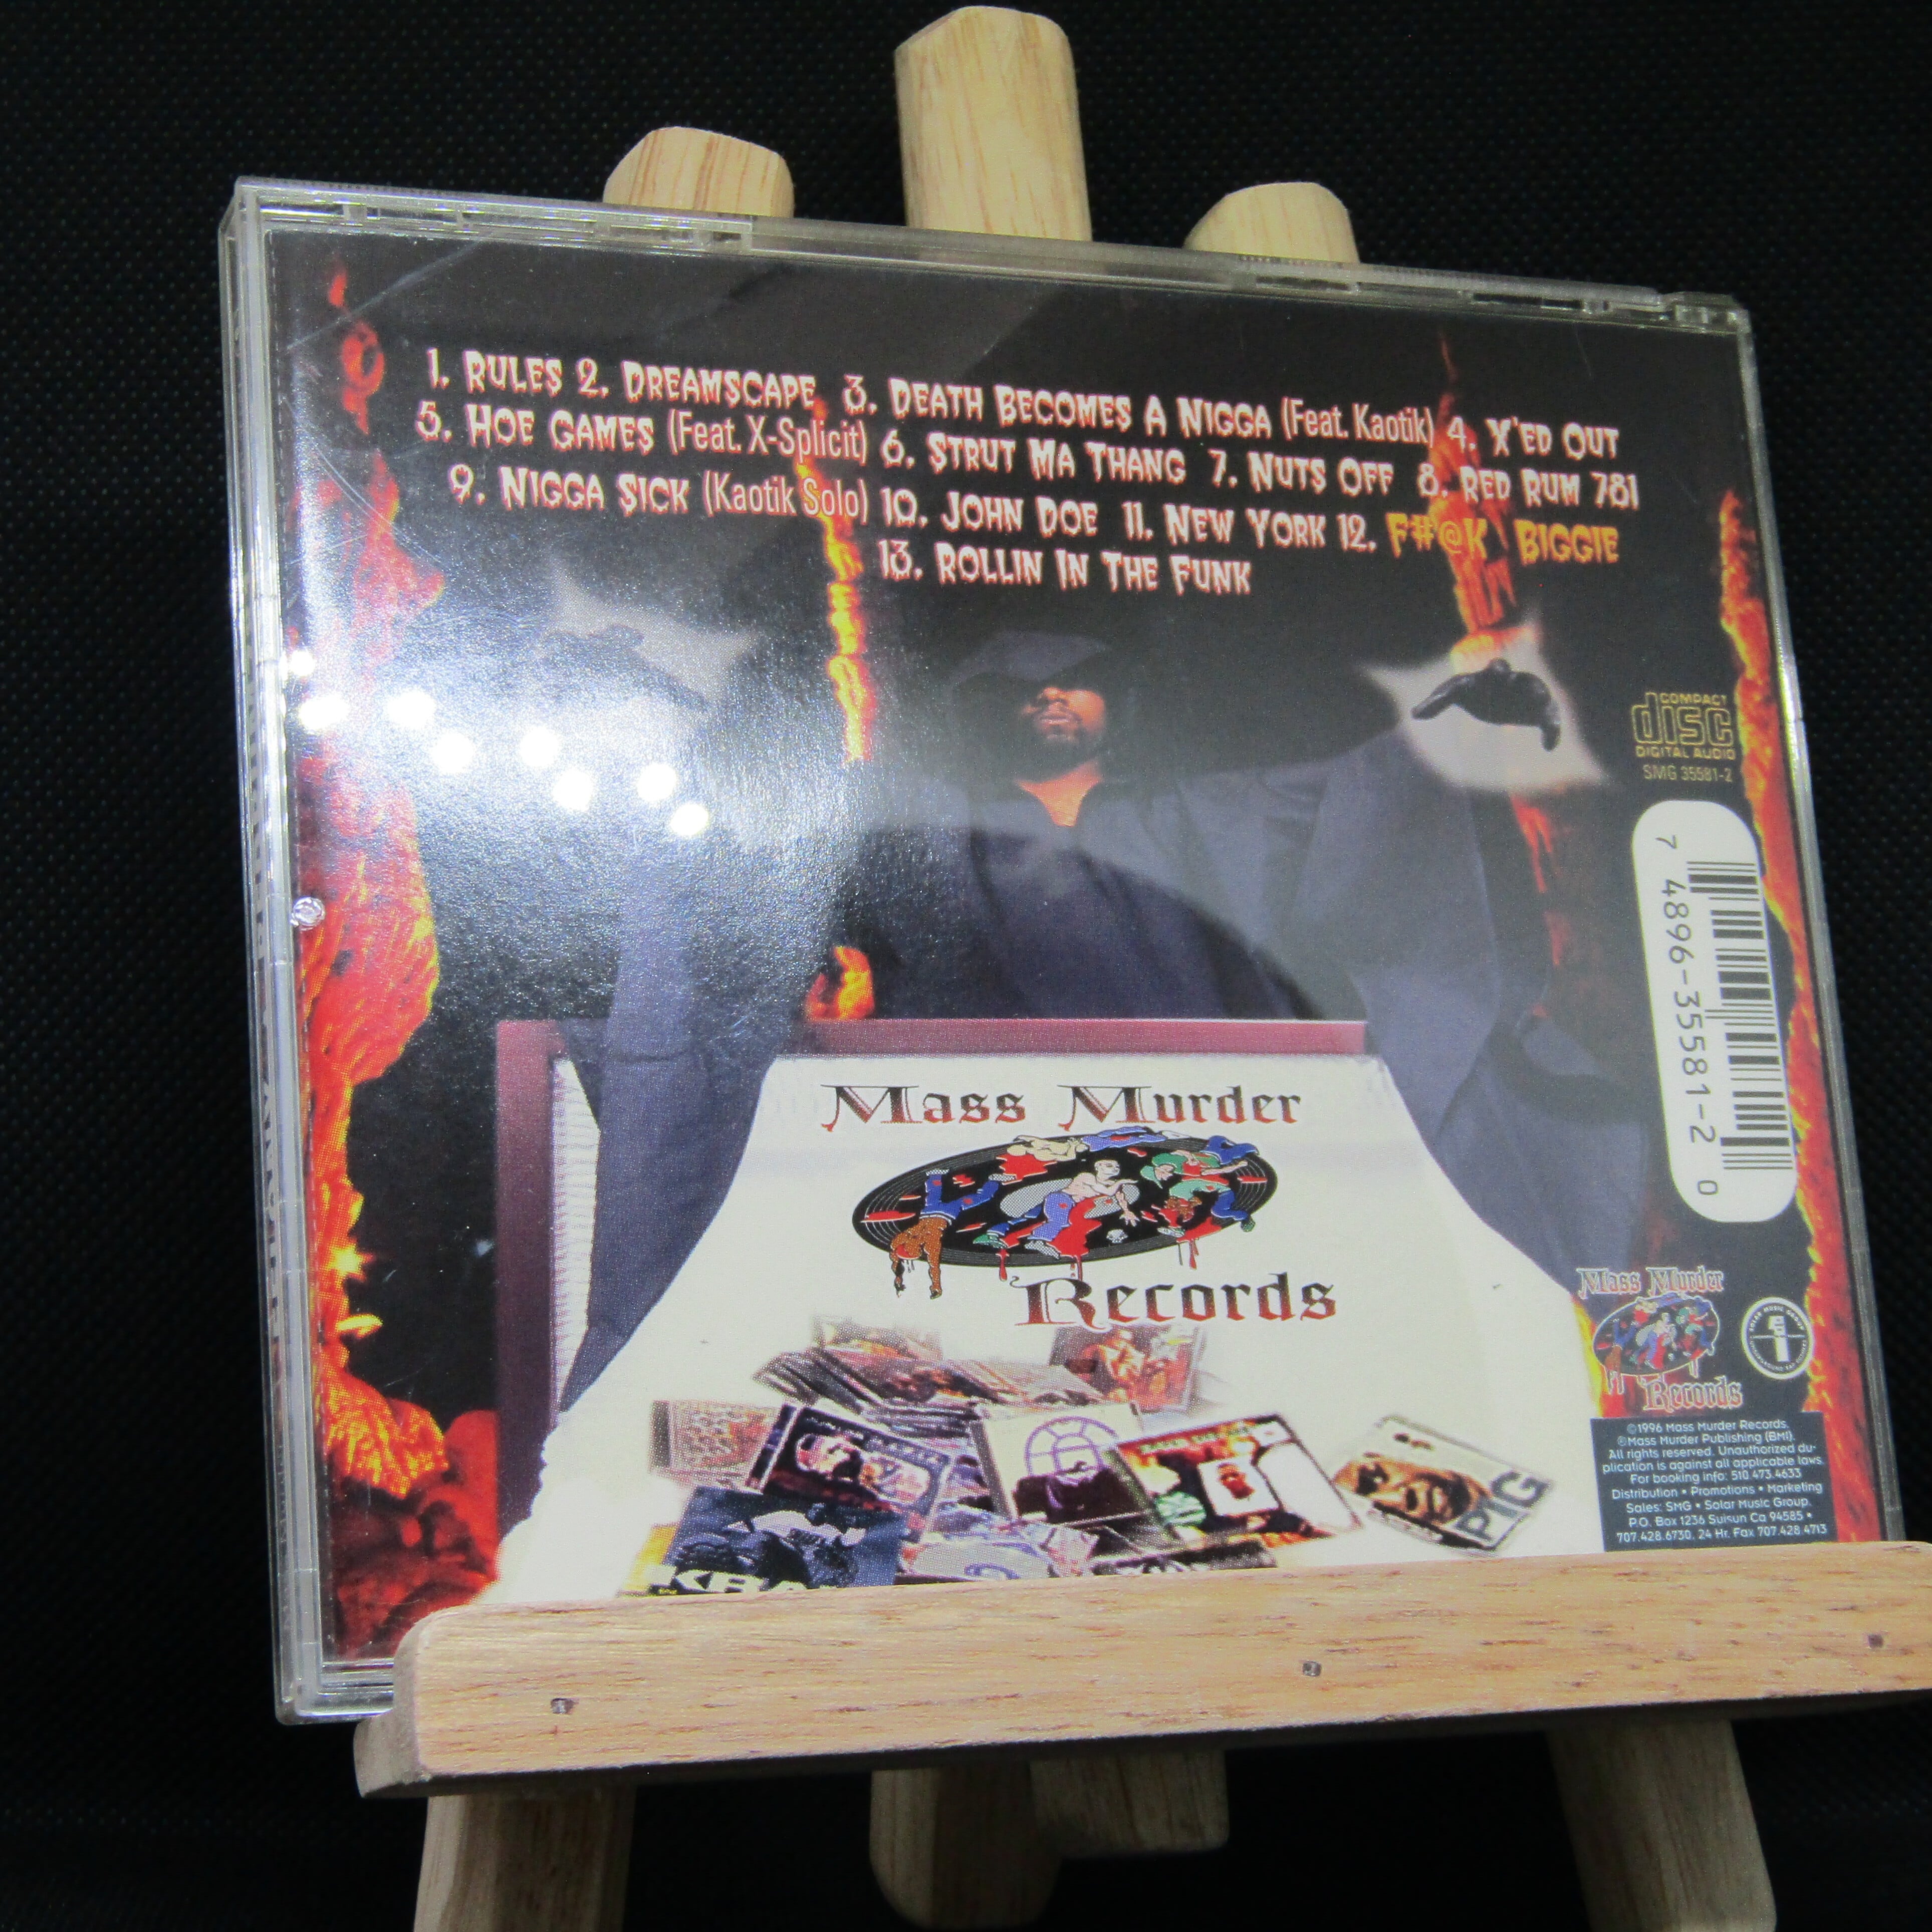 1. RULES 2. DREAMSCAPE 3. DEATH BECOMES A NIGGA (Feat. Kaotik) 4. X'ED OUT
5. HOE GAMES (Feat. X-Splicit) 6. STRUT MA THANG 7. NUTS OFF 8. RED RUM 781
9. NIGGA SICK (Kaotik Solo) 10. JOHN DOE 11. NEW YORK 12. F#@K BIGGIE
13. ROLLIN IN THE FUNK
COMPACT
disc
DIGITAL AUDIO
SMG 35581-2
7 4896-35581-2 0
Mass Murder
Records
PIG
Mass Murder
Records
©1996 Mass Murder Records.
℗Mass Murder Publishing (BMI).
All rights reserved. Unauthorized du-
plication is against all applicable laws.
For booking info: 510.473.4633
Distribution • Promotions • Marketing
Sales: SMG • Solar Music Group.
P.O. Box 1236 Suisun Ca 94585 •
707.428.6730. 24 Hr. Fax 707.428.4713